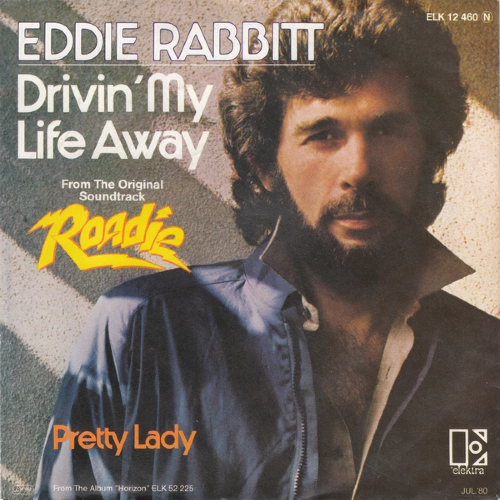 ELK 12 460 N
EDDIE RABBITT
Drivin' My
Life Away
From The Original
Soundtrack
Roadie
Pretty Lady
elektra
From The Album "Horizon" ELK 52 225
JUL '80